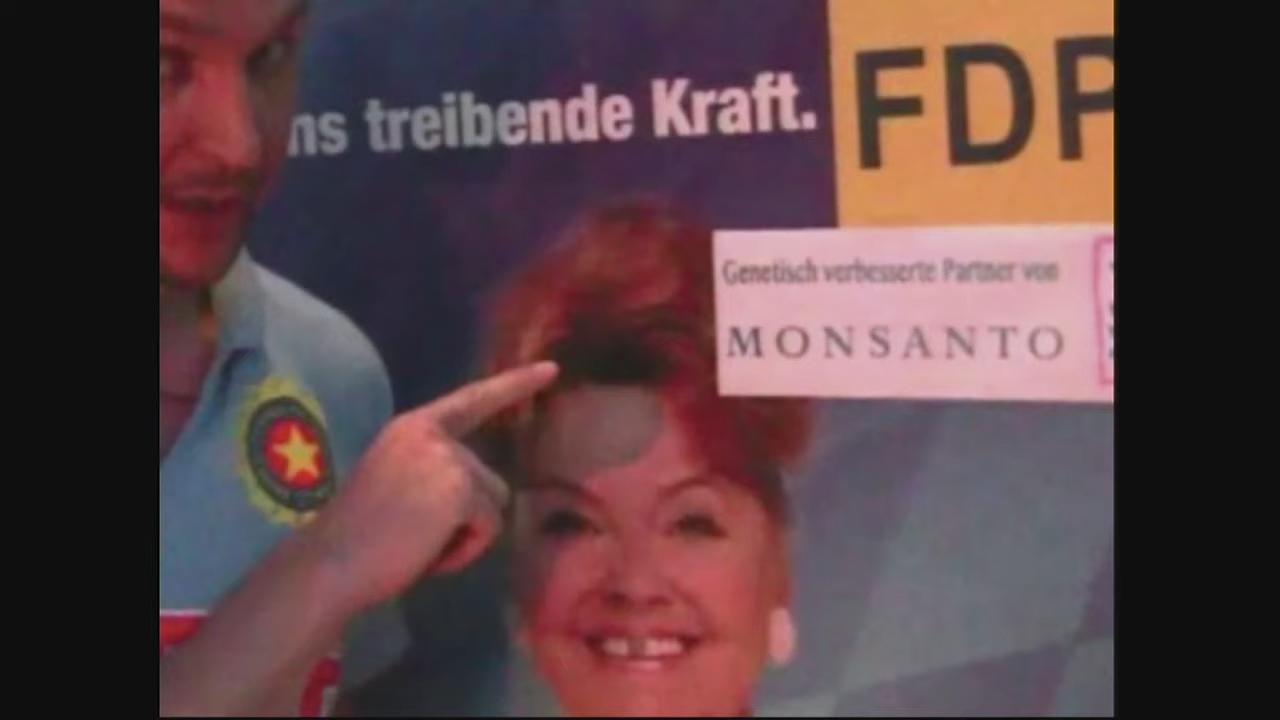 ns treibende Kraft.
FDP
Genetisch verbesserte Partner von
MONSANTO